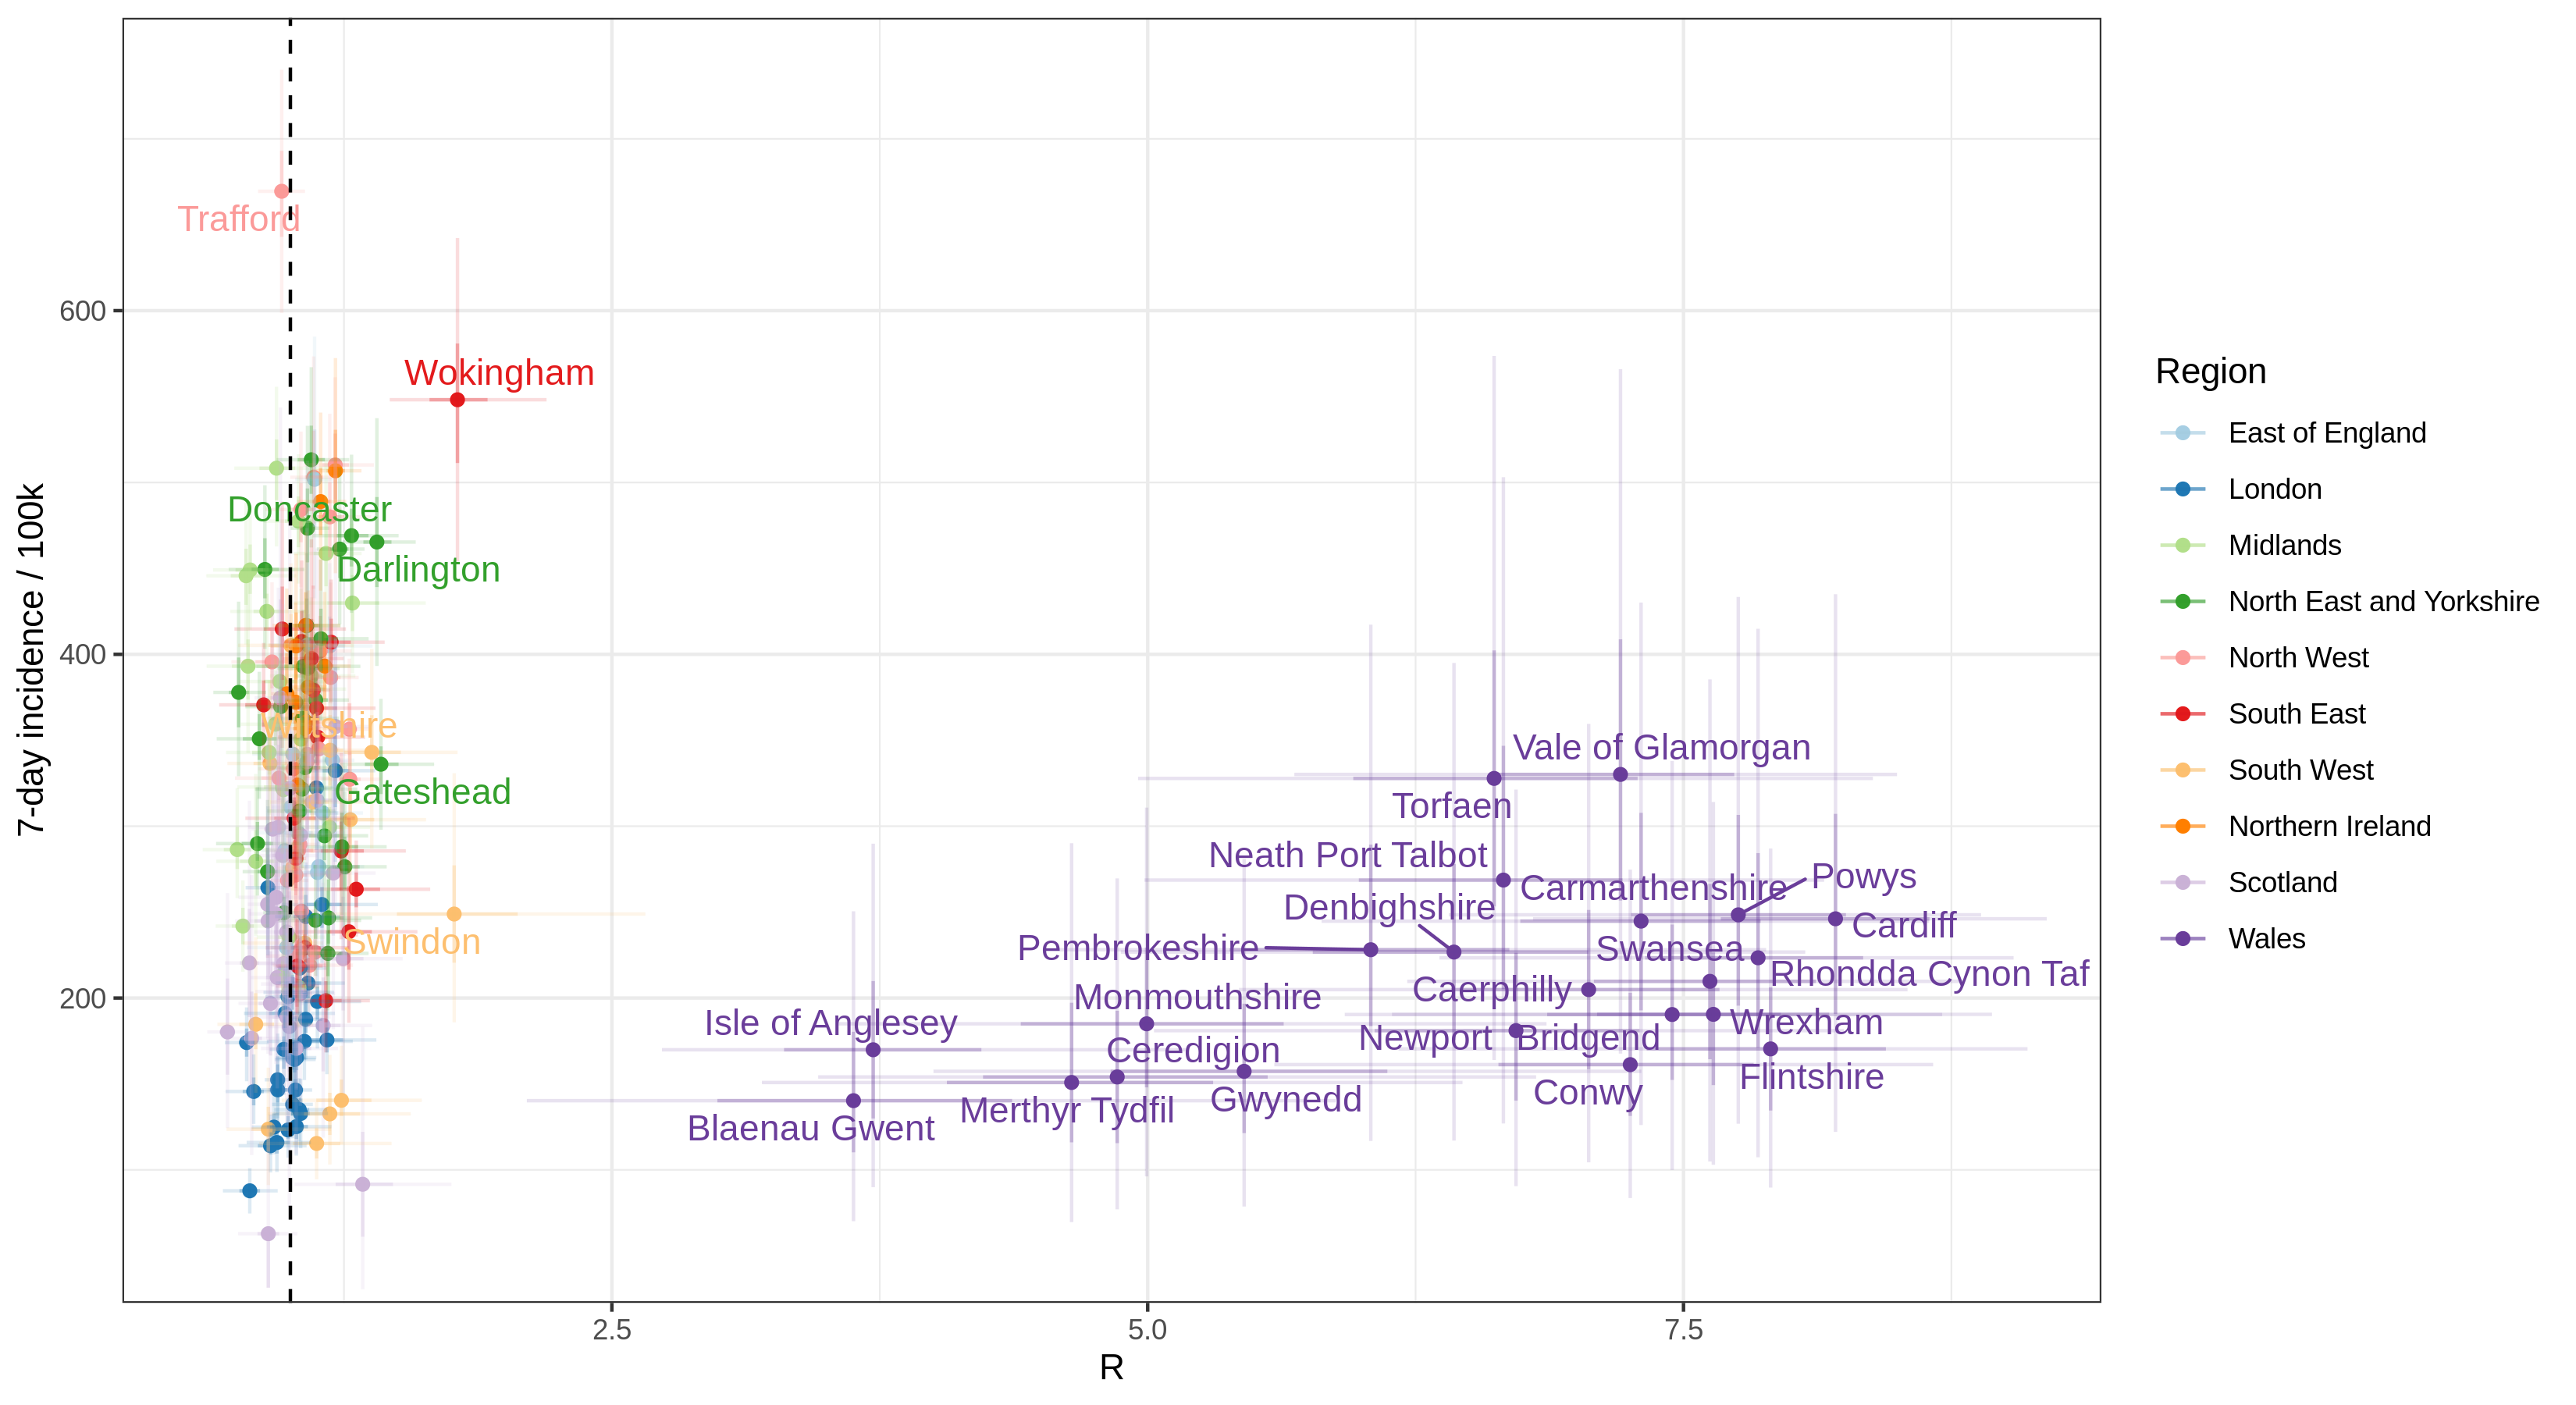 Trafford
600
Wokingham
Doncaster
Darlington
400
Wiltshire
Gateshead
Vale of Glamorgan
Torfaen
Neath Port Talbot
Carmarthenshire
Powys
Denbighshire
Cardiff
Swindon
Pembrokeshire
Swansea
Rhondda Cynon Taf
200
Monmouthshire
Caerphilly
Isle of Anglesey
Newport
Bridgend
Wrexham
Ceredigion
Flintshire
Conwy
Gwynedd
Merthyr Tydfil
Blaenau Gwent
2.5
5.0
7.5
R
7-day incidence / 100k
Region
East of England
London
Midlands
North East and Yorkshire
North West
South East
South West
Northern Ireland
Scotland
Wales